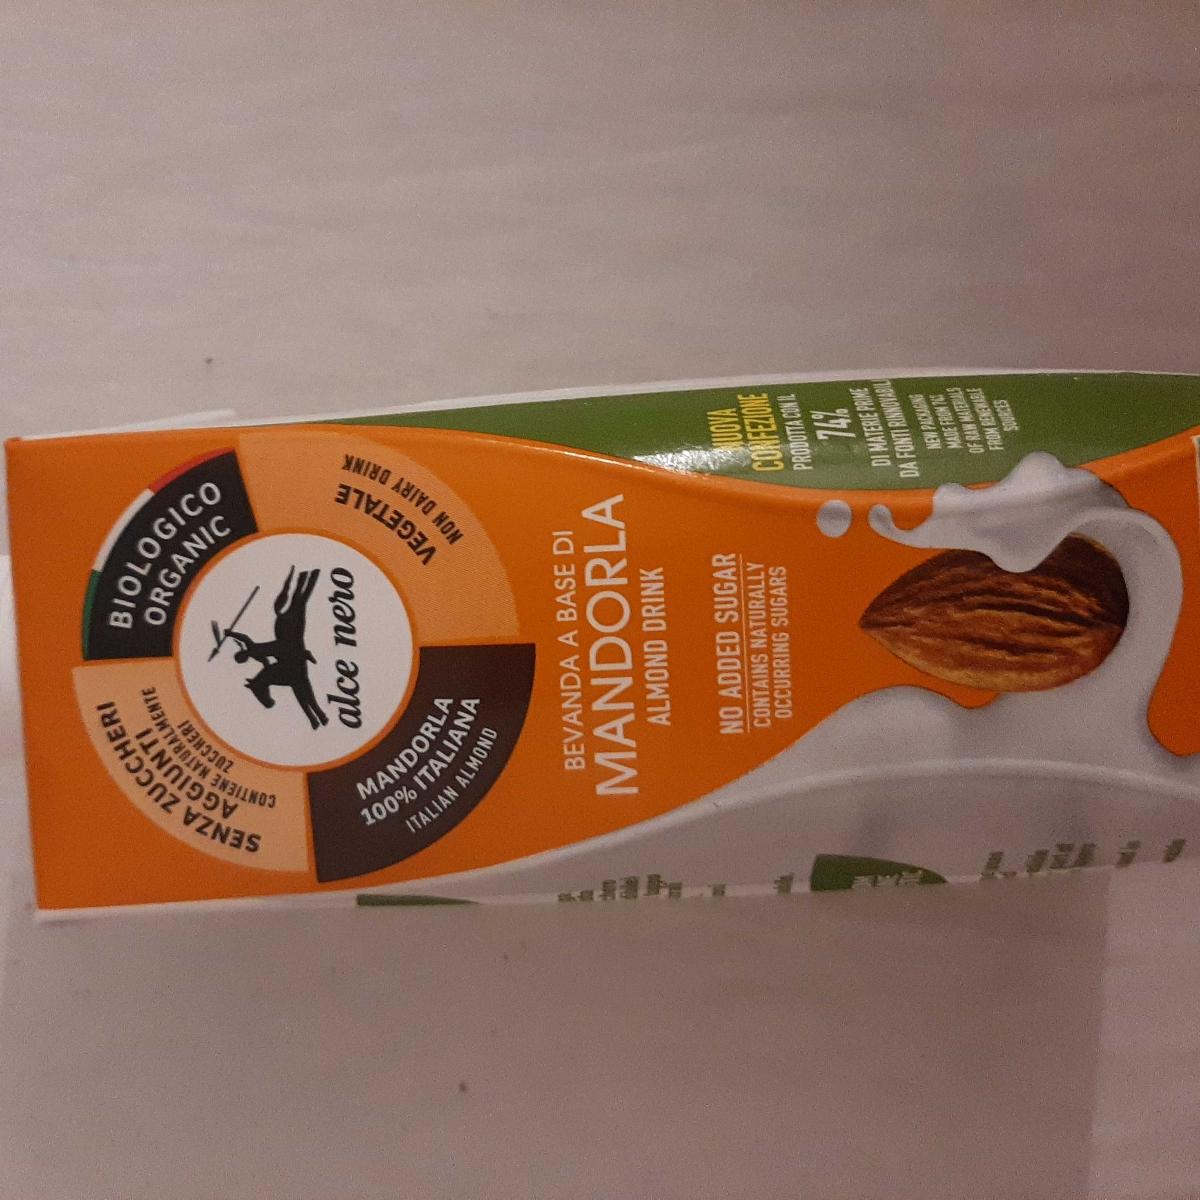 BIOLOGICO
ORGANIC
VEGETALE
NON DAIRY DRINK
SENZA ZUCCHERI
AGGIUNTI
CONTIENE NATURALMENTE
ZUCCHERI
MANDORLA
100% ITALIANA
ITALIAN ALMOND
alce nero
BEVANDA A BASE DI
MANDORLA
ALMOND DRINK
NO ADDED SUGAR
CONTAINS NATURALLY
OCCURRING SUGARS
NUOVA
CONFEZIONE
PRODOTTA CON IL
74%
DI MATERIE PRIME
DA FONTI RINNOVABILI
NEW PACKAGING
MADE FROM 74%
OF RAW MATERIALS
FROM RENEWABLE
SOURCES